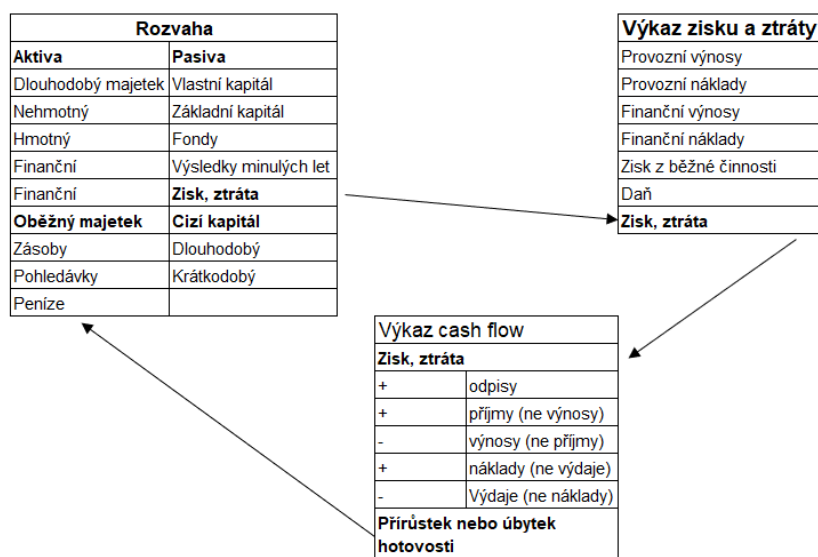 Rozvaha
Aktiva Pasiva
Dlouhodobý majetek Vlastní kapitál
Nehmotný Základní kapitál
Hmotný Fondy
Finanční Výsledky minulých let
Finanční Zisk, ztráta
Oběžný majetek Cizí kapitál
Zásoby Dlouhodobý
Pohledávky Krátkodobý
Peníze
Výkaz zisku a ztráty
Provozní výnosy
Provozní náklady
Finanční výnosy
Finanční náklady
Zisk z běžné činnosti
Daň
Zisk, ztráta
Výkaz cash flow
Zisk, ztráta
+ odpisy
+ příjmy (ne výnosy)
- výnosy (ne příjmy)
+ náklady (ne výdaje)
- Výdaje (ne náklady)
Přírůstek nebo úbytek
hotovosti